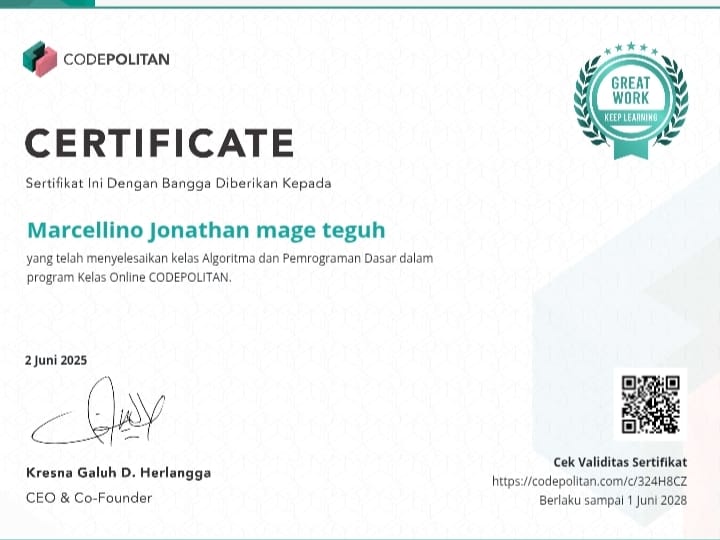 CODEPOLITAN
GREAT
WORK
KEEP LEARNING
CERTIFICATE
Sertifikat Ini Dengan Bangga Diberikan Kepada
Marcellino Jonathan mage teguh
yang telah menyelesaikan kelas Algoritma dan Pemrograman Dasar dalam
program Kelas Online CODEPOLITAN.
2 Juni 2025
Kresna Galuh D. Herlangga
CEO & Co-Founder
Cek Validitas Sertifikat
https://codepolitan.com/c/324H8CZ
Berlaku sampai 1 Juni 2028